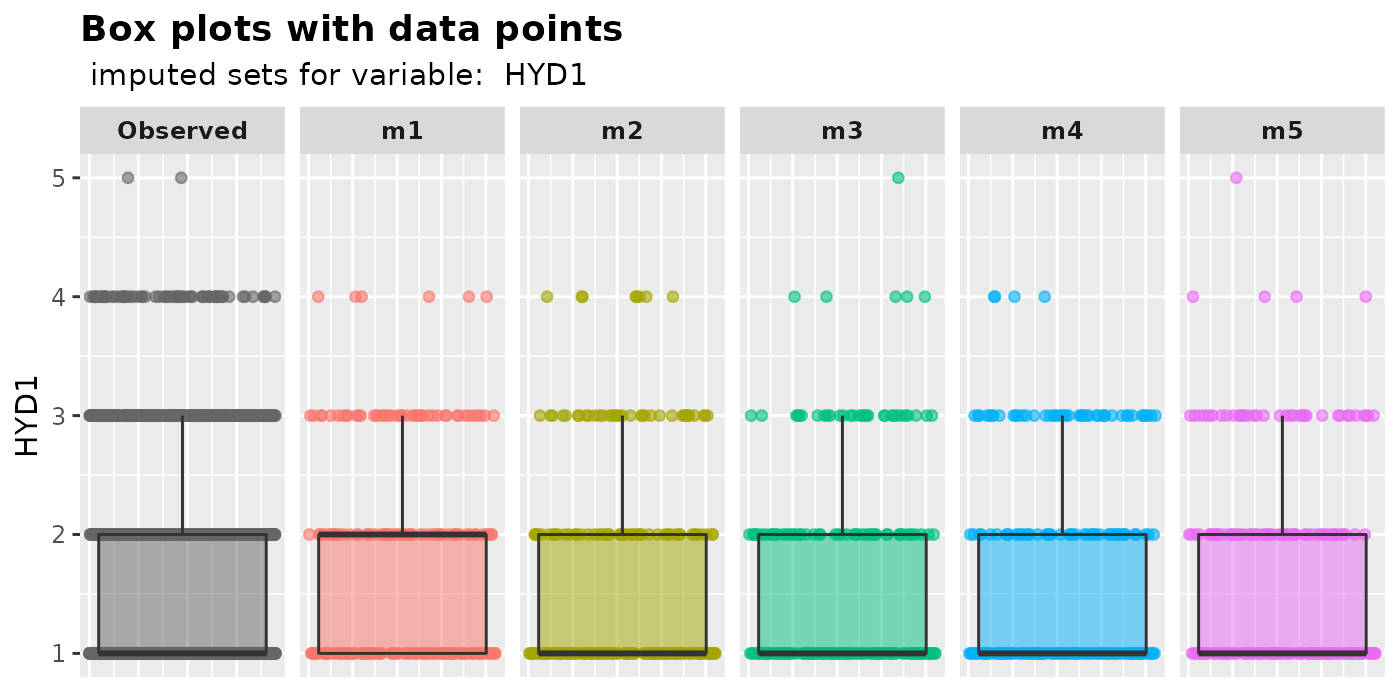 Box plots with data points
imputed sets for variable:  HYD1
Observed m1 m2 m3 m4 m5
5
4
3
2
1
HYD1